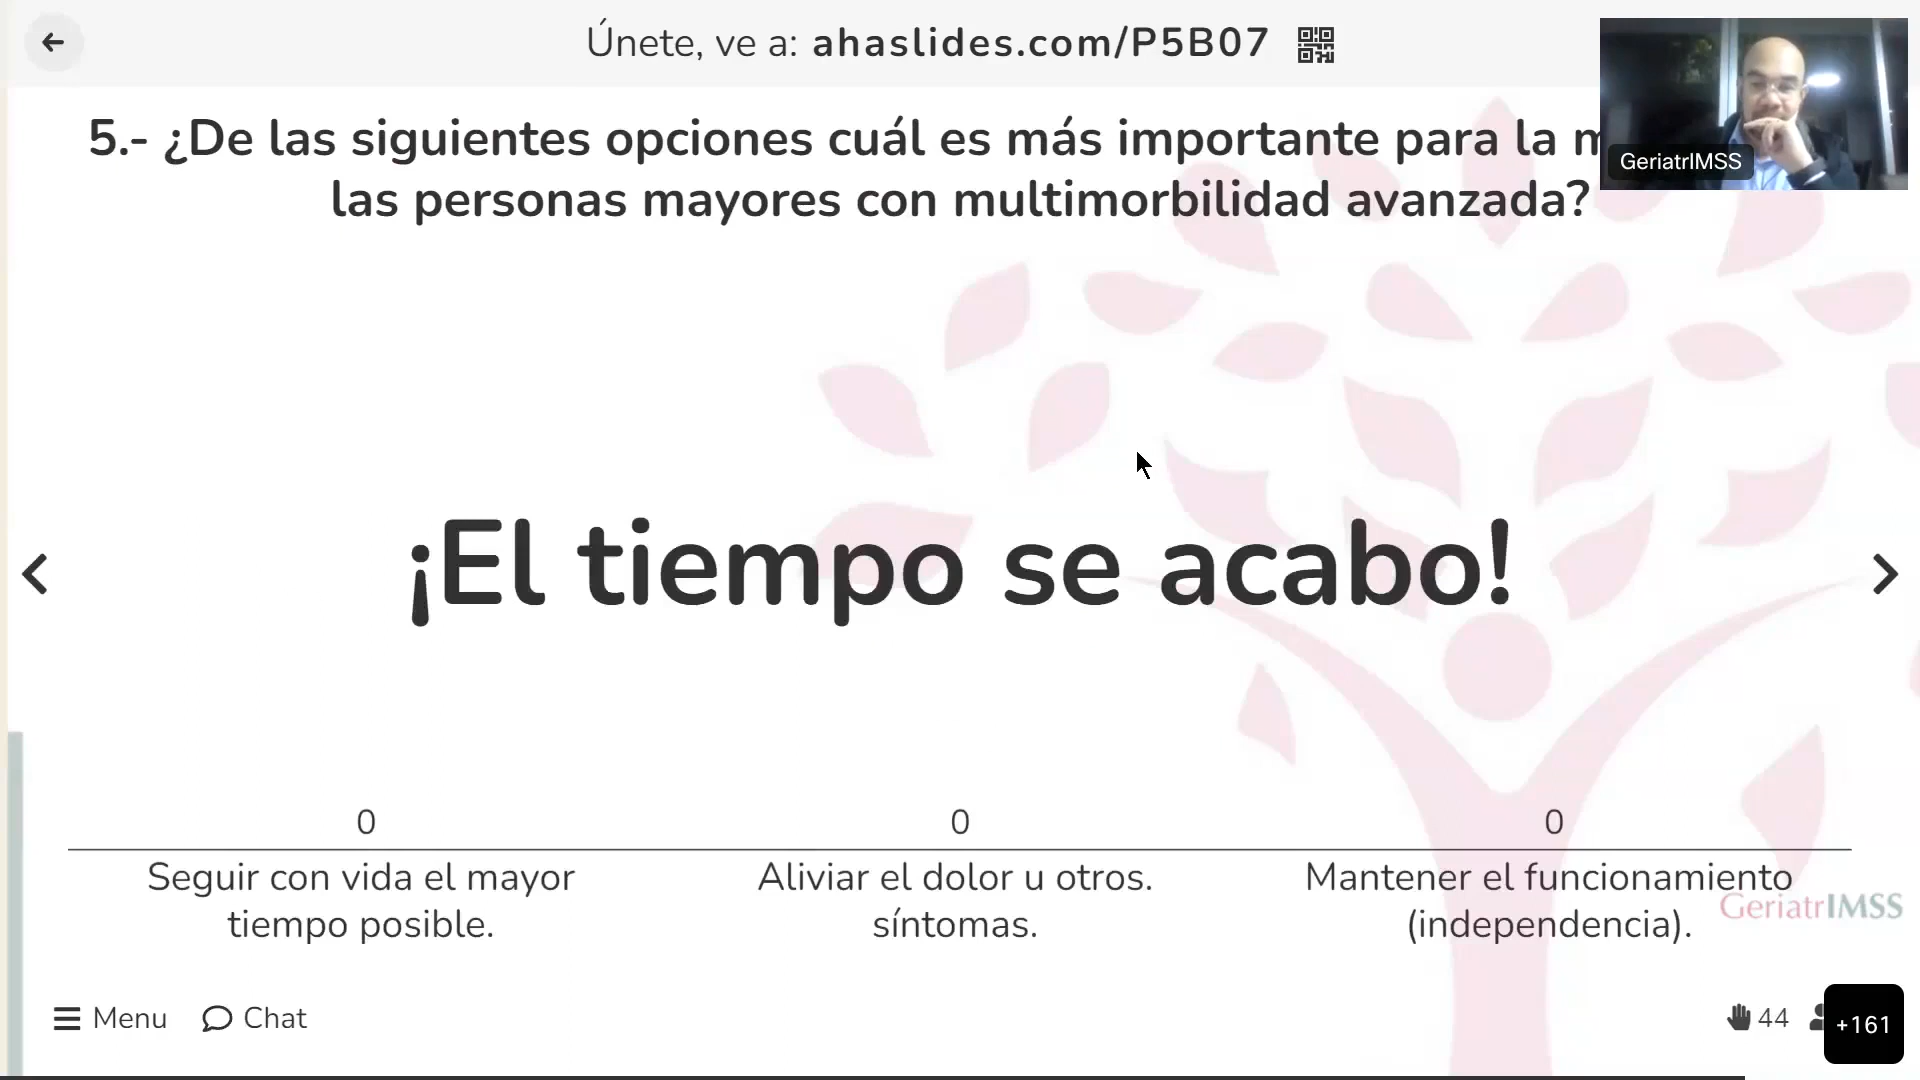 Únete, ve a: ahaslides.com/P5B07
5.- ¿De las siguientes opciones cuál es más importante para la
las personas mayores con multimorbilidad avanzada?
GeriatrIMSS
¡El tiempo se acabo!
0
0
0
Seguir con vida el mayor
tiempo posible.
Aliviar el dolor u otros.
síntomas.
Mantener el funcionamiento
(independencia).
GeriatrIMSS
Menu
Chat
44
+161